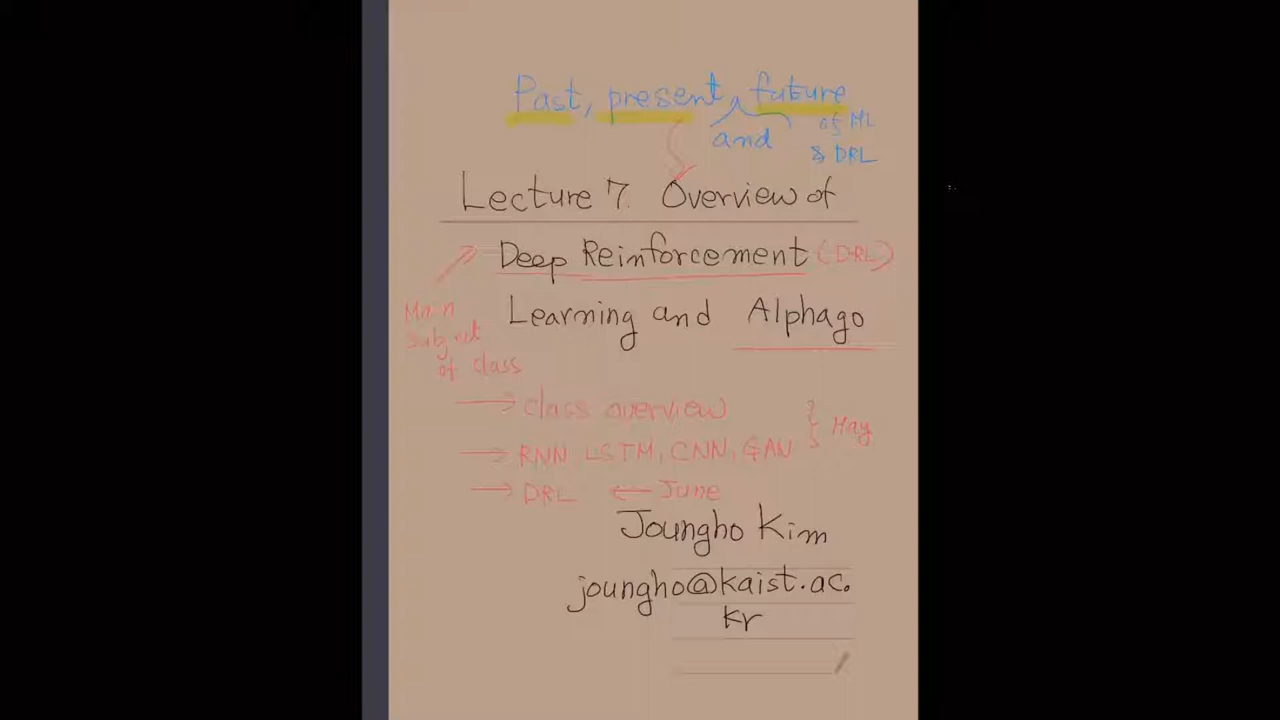 Past, present, future
and
of ML
& DRL
Lecture 7. Overview of
Deep Reinforcement (DRL)
Learning and Alphago
Main
subject
of class
→ class overview
→ RNN LSTM, CNN, GAN } May
→ DRL ← June
Joungho Kim
joungho@kaist.ac.
kr